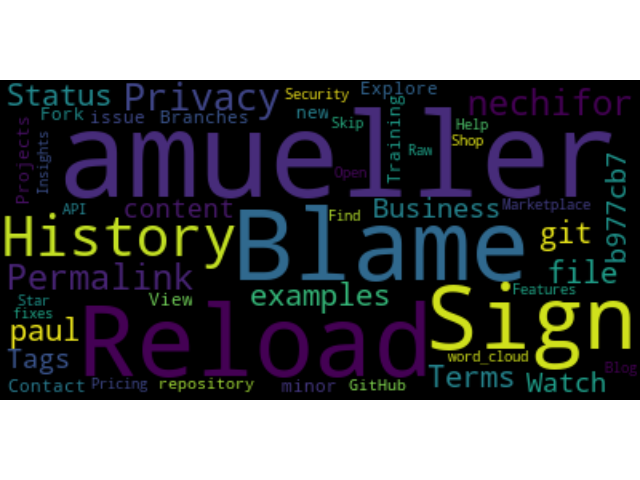 Status
Privacy
Security
Explore
nechifor
Fork
issue
Branches
new
Skip
Training
Help
Shop
Raw
Projects
Insights
amueller
Open
b977cb7
API
content
Find
Business
Marketplace
History
Blame
git
Permalink
file
Star
fixes
View
examples
Features
Sign
paul
Reload
Tags
word_cloud
Blog
Contact
Pricing
repository
minor
GitHub
Terms
Watch